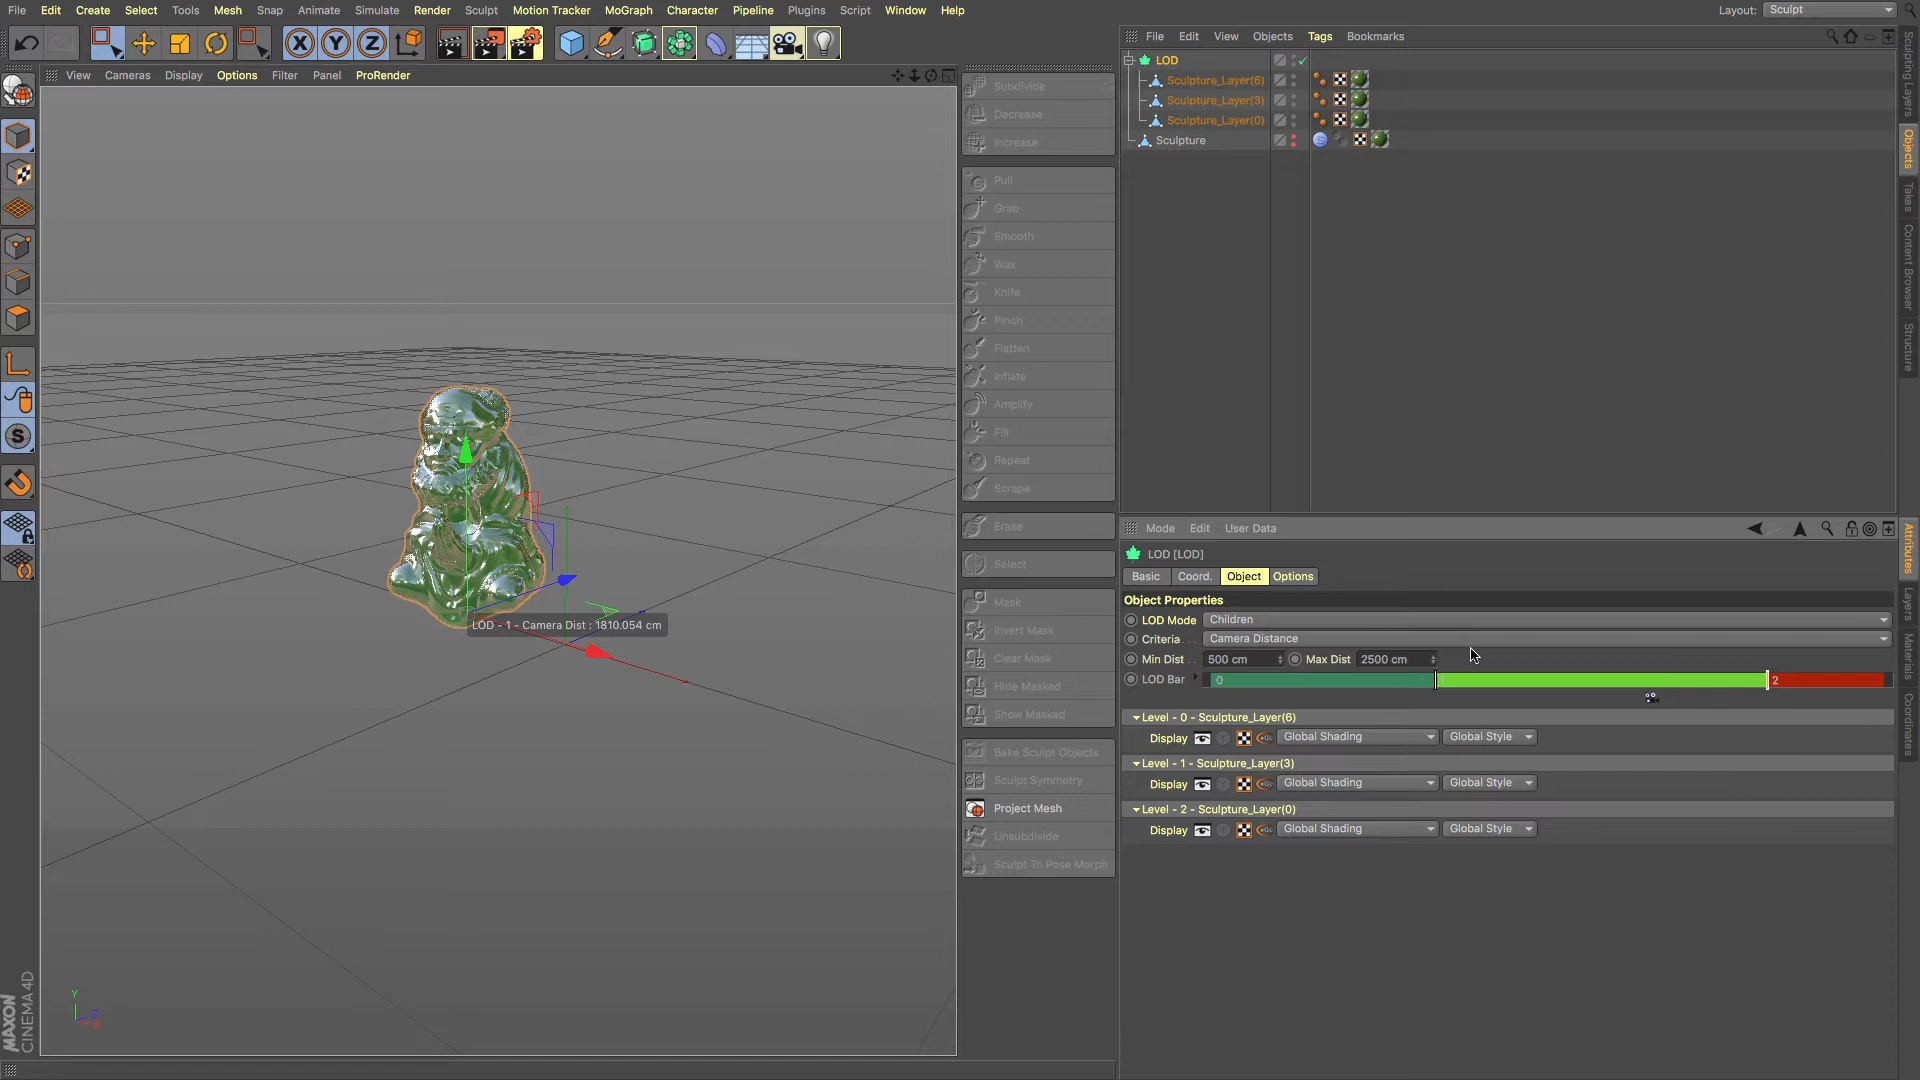 File Edit Create Select Tools Mesh Snap Animate Simulate Render Sculpt Motion Tracker MoGraph Character Pipeline Plugins Script Window Help Layout: Sculpt
X Y Z
View Cameras Display Options Filter Panel ProRender
LOD - 1 - Camera Dist : 1810.054 cm
Y
Z
X
MAXON
CINEMA 4D
S
Subdivide
Decrease
Increase
Pull
Grab
Smooth
Wax
Knife
Pinch
Flatten
Inflate
Amplify
Fill
Repeat
Scrape
Erase
Select
Mask
Invert Mask
Clear Mask
Hide Masked
Show Masked
Bake Sculpt Objects
Sculpt Symmetry
Project Mesh
Unsubdivide
Sculpt To Pose Morph
File Edit View Objects Tags Bookmarks
LOD
Sculpture_Layer(6)
Sculpture_Layer(3)
Sculpture_Layer(0)
Sculpture
Mode Edit User Data
LOD [LOD]
Basic Coord. Object Options
Object Properties
LOD Mode Children
Criteria . . . Camera Distance
Min Dist . . 500 cm Max Dist 2500 cm
LOD Bar 0 2
Level - 0 - Sculpture_Layer(6)
Display Global Shading Global Style
Level - 1 - Sculpture_Layer(3)
Display Global Shading Global Style
Level - 2 - Sculpture_Layer(0)
Display Global Shading Global Style
Sculpting Layers
Objects
Takes
Content Browser
Structure
Attributes
Layers
Materials
Coordinates